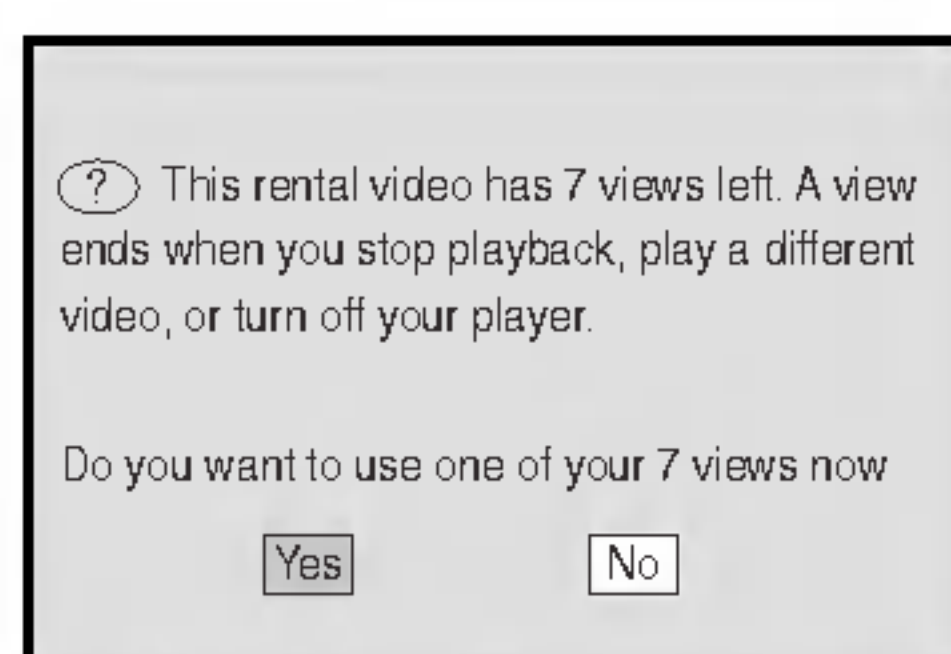 ? This rental video has 7 views left. A view
ends when you stop playback, play a different
video, or turn off your player.
Do you want to use one of your 7 views now
Yes No